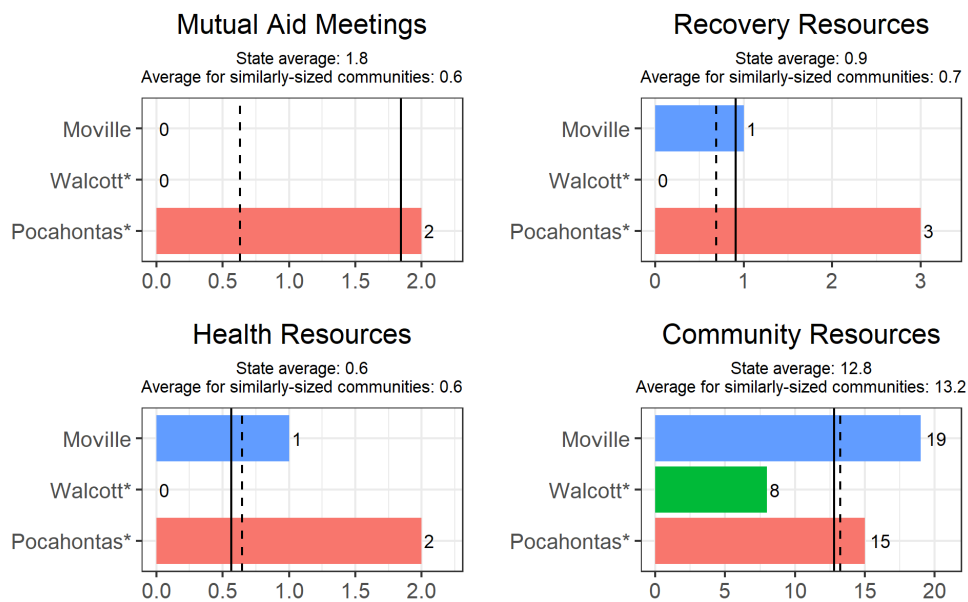 Mutual Aid Meetings
State average: 1.8
Average for similarly-sized communities: 0.6
Moville
0
Walcott*
0
Pocahontas*
2
0.0 0.5 1.0 1.5 2.0
Recovery Resources
State average: 0.9
Average for similarly-sized communities: 0.7
Moville
1
Walcott*
0
Pocahontas*
3
0 1 2 3
Health Resources
State average: 0.6
Average for similarly-sized communities: 0.6
Moville
1
Walcott*
0
Pocahontas*
2
0.0 0.5 1.0 1.5 2.0
Community Resources
State average: 12.8
Average for similarly-sized communities: 13.2
Moville
19
Walcott*
8
Pocahontas*
15
0 5 10 15 20